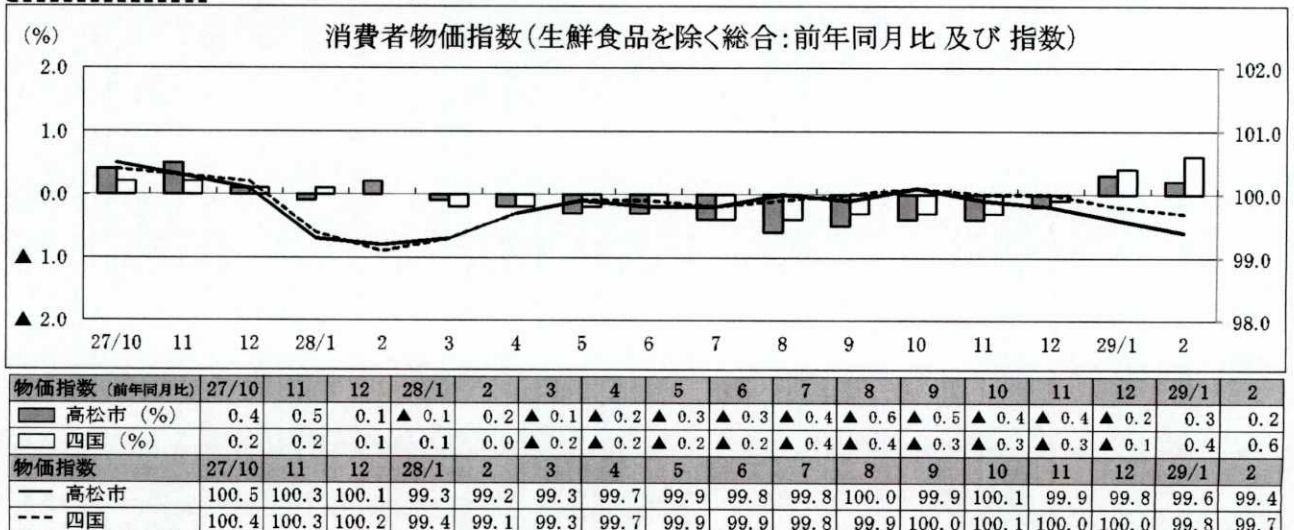 消費者物価指数(生鮮食品を除く総合:前年同月比 及び 指数)
(%)
2.0
1.0
0.0
▲ 1.0
▲ 2.0
102.0
101.0
100.0
99.0
98.0
27/10 11 12 28/1 2 3 4 5 6 7 8 9 10 11 12 29/1 2
物価指数 (前年同月比) 27/10 11 12 28/1 2 3 4 5 6 7 8 9 10 11 12 29/1 2
高松市 (%) 0.4 0.5 0.1 ▲ 0.1 0.2 ▲ 0.1 ▲ 0.2 ▲ 0.3 ▲ 0.3 ▲ 0.4 ▲ 0.6 ▲ 0.5 ▲ 0.4 ▲ 0.4 ▲ 0.2 0.3 0.2
四国 (%) 0.2 0.2 0.1 0.1 0.0 ▲ 0.2 ▲ 0.2 ▲ 0.2 ▲ 0.2 ▲ 0.4 ▲ 0.4 ▲ 0.3 ▲ 0.3 ▲ 0.3 ▲ 0.1 0.4 0.6
物価指数 27/10 11 12 28/1 2 3 4 5 6 7 8 9 10 11 12 29/1 2
高松市 100.5 100.3 100.1 99.3 99.2 99.3 99.7 99.9 99.8 99.8 100.0 99.9 100.1 99.9 99.8 99.6 99.4
四国 100.4 100.3 100.2 99.4 99.1 99.3 99.7 99.9 99.9 99.8 99.9 100.0 100.1 100.0 100.0 99.8 99.7